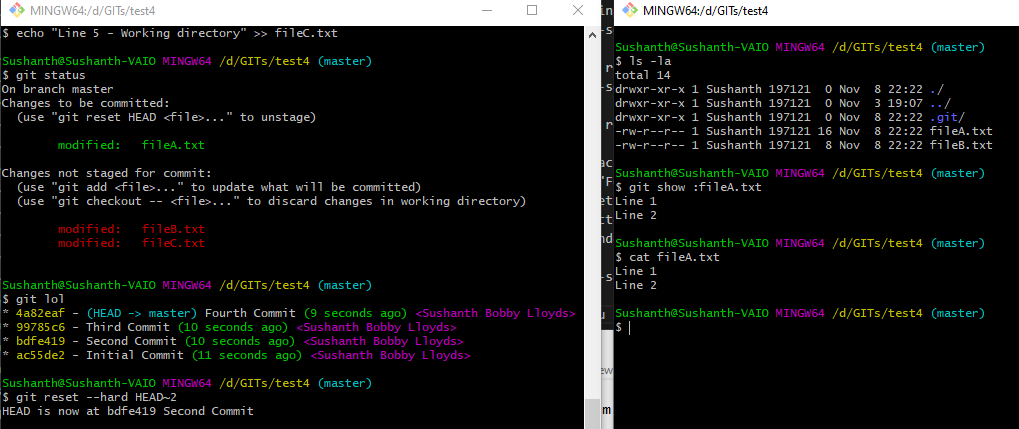 MINGW64:/d/GITs/test4
$ echo "Line 5 - Working directory" >> fileC.txt
Sushanth@Sushanth-VAIO MINGW64 /d/GITs/test4 (master)
$ git status
On branch master
Changes to be committed:
  (use "git reset HEAD <file>..." to unstage)
        modified:   fileA.txt
Changes not staged for commit:
  (use "git add <file>..." to update what will be committed)
  (use "git checkout -- <file>..." to discard changes in working directory)
        modified:   fileB.txt
        modified:   fileC.txt
Sushanth@Sushanth-VAIO MINGW64 /d/GITs/test4 (master)
$ git lol
* 4a82eaf - (HEAD -> master) Fourth Commit (9 seconds ago) <Sushanth Bobby Lloyds>
* 99785c6 - Third Commit (10 seconds ago) <Sushanth Bobby Lloyds>
* bdfe419 - Second Commit (10 seconds ago) <Sushanth Bobby Lloyds>
* ac55de2 - Initial Commit (11 seconds ago) <Sushanth Bobby Lloyds>
Sushanth@Sushanth-VAIO MINGW64 /d/GITs/test4 (master)
$ git reset --hard HEAD~2
HEAD is now at bdfe419 Second Commit
MINGW64:/d/GITs/test4
Sushanth@Sushanth-VAIO MINGW64 /d/GITs/test4 (master)
$ ls -la
total 14
drwxr-xr-x 1 Sushanth 197121  0 Nov  8 22:22 ./
drwxr-xr-x 1 Sushanth 197121  0 Nov  3 19:07 ../
drwxr-xr-x 1 Sushanth 197121  0 Nov  8 22:22 .git/
-rw-r--r-- 1 Sushanth 197121 16 Nov  8 22:22 fileA.txt
-rw-r--r-- 1 Sushanth 197121  8 Nov  8 22:22 fileB.txt
Sushanth@Sushanth-VAIO MINGW64 /d/GITs/test4 (master)
$ git show :fileA.txt
Line 1
Line 2
Sushanth@Sushanth-VAIO MINGW64 /d/GITs/test4 (master)
$ cat fileA.txt
Line 1
Line 2
Sushanth@Sushanth-VAIO MINGW64 /d/GITs/test4 (master)
$